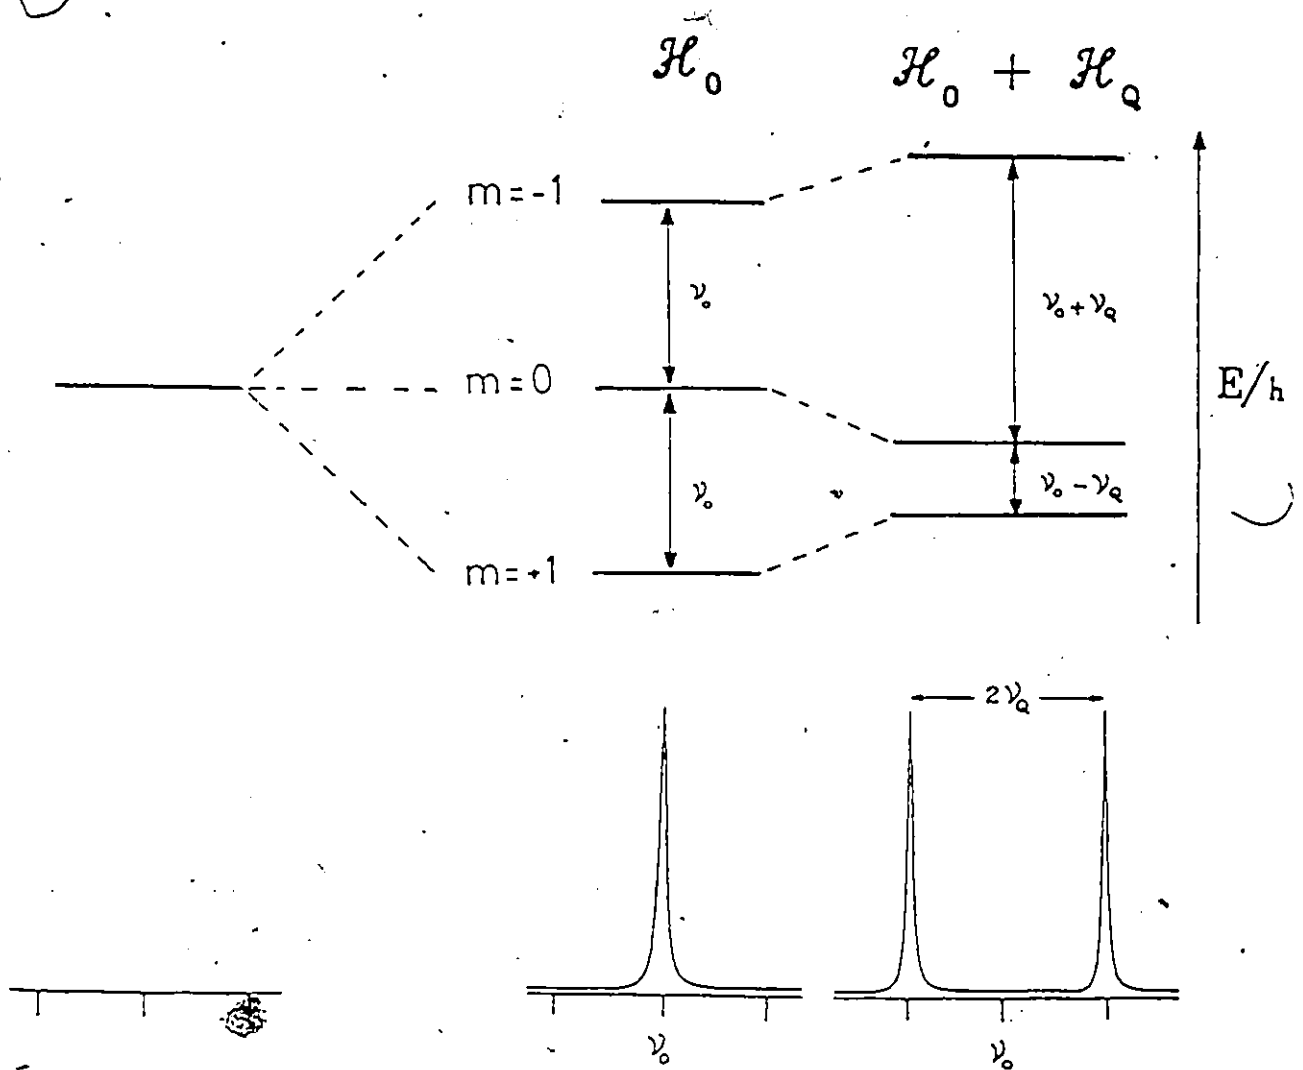 ℋ₀ ℋ₀ + ℋ_Q
m=-1
ν₀
ν₀+ν_Q
m=0
E/h
ν₀
ν₀-ν_Q
m=+1
2ν_Q
ν₀ ν₀